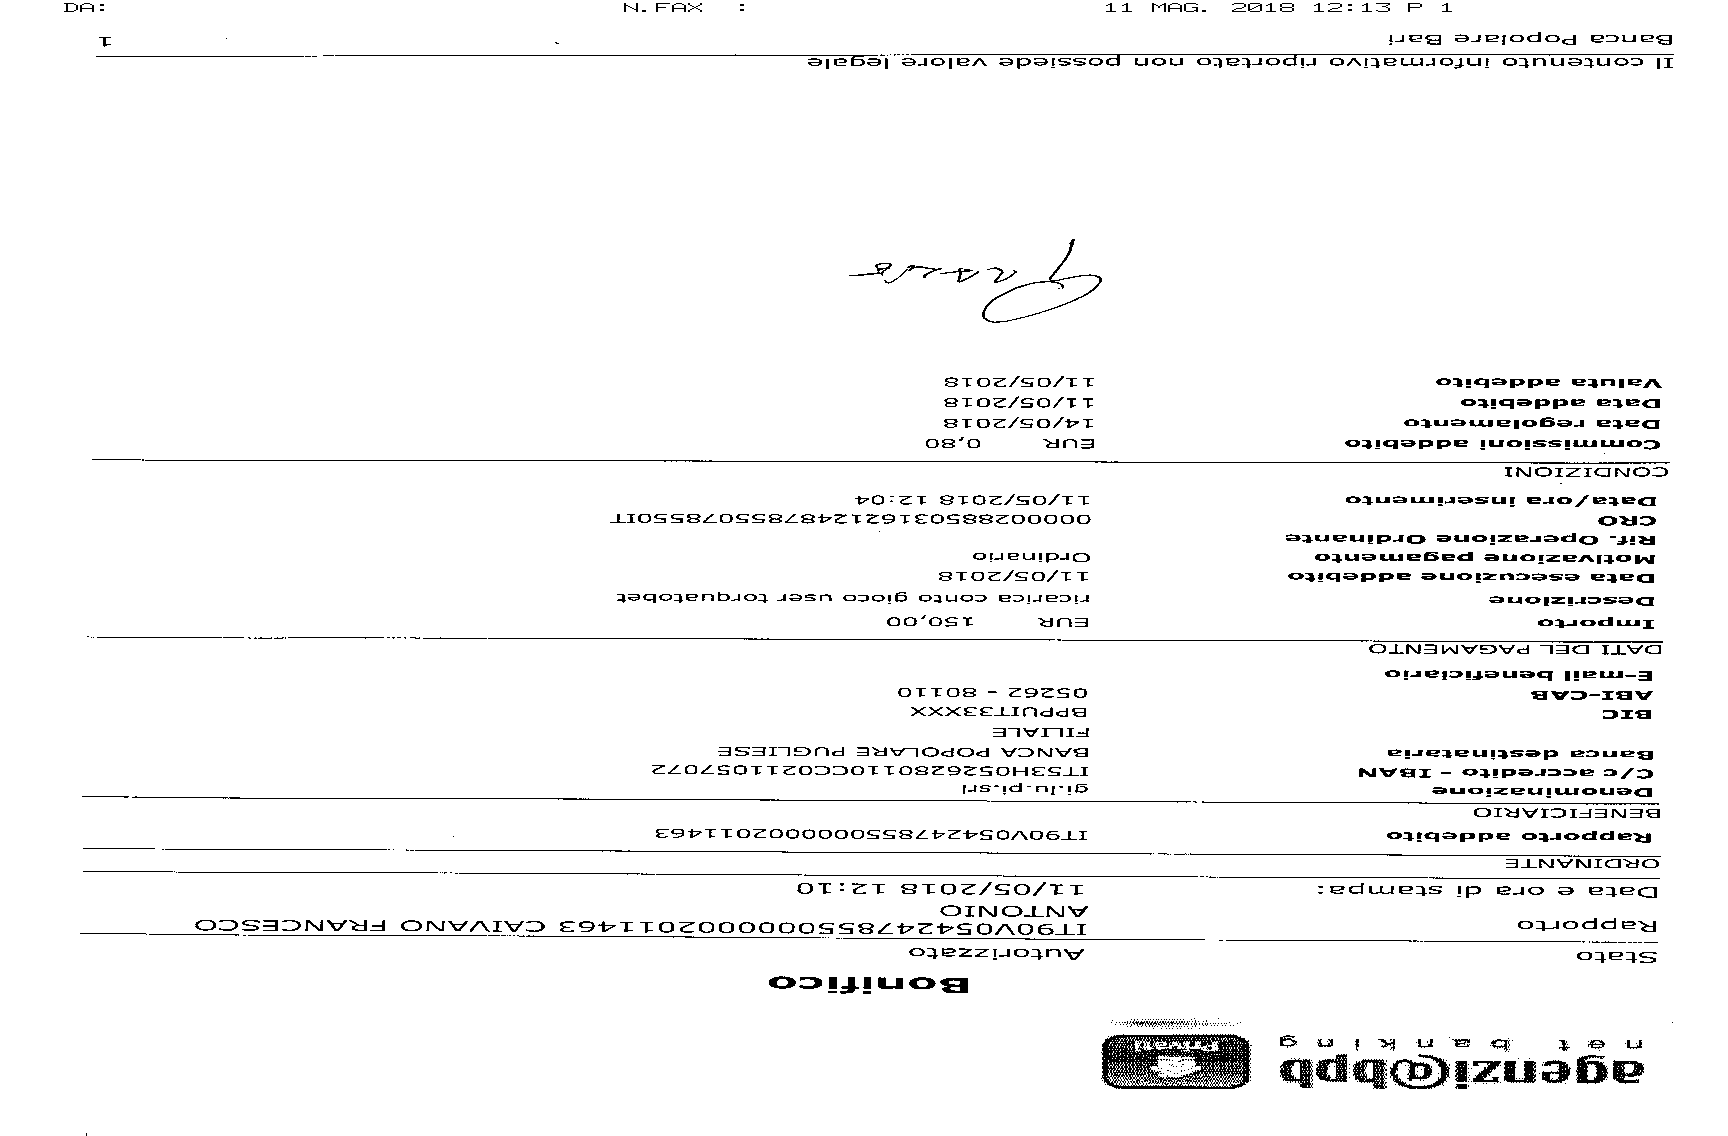 DA: N.FAX : 11 MAG. 2018 12:13 P 1
agenzi@bpb
net banking
Privati
Bonifico
Stato Autorizzato
Rapporto IT90V0542478550000002011463 CAIVANO FRANCESCO
ANTONIO
Data e ora di stampa: 11/05/2018 12:10
ORDINANTE
Rapporto addebito IT90V0542478550000002011463
BENEFICIARIO
Denominazione gi.lu.pi.srl
C/c accredito - IBAN IT53H0526280110CC0211057072
Banca destinataria BANCA POPOLARE PUGLIESE
FILIALE
BIC BPPUIT33XXX
ABI-CAB 05262 - 80110
E-mail beneficiario
DATI DEL PAGAMENTO
Importo EUR 150,00
Descrizione ricarica conto gioco user torquatobet
Data esecuzione addebito 11/05/2018
Motivazione pagamento Ordinario
Rif. Operazione Ordinante
CRO 0000028850316212487855078550IT
Data/ora inserimento 11/05/2018 12:04
CONDIZIONI
Commissioni addebito EUR 0,80
Data regolamento 14/05/2018
Data addebito 11/05/2018
Valuta addebito 11/05/2018
Il contenuto informativo riportato non possiede valore legale
Banca Popolare Bari 1